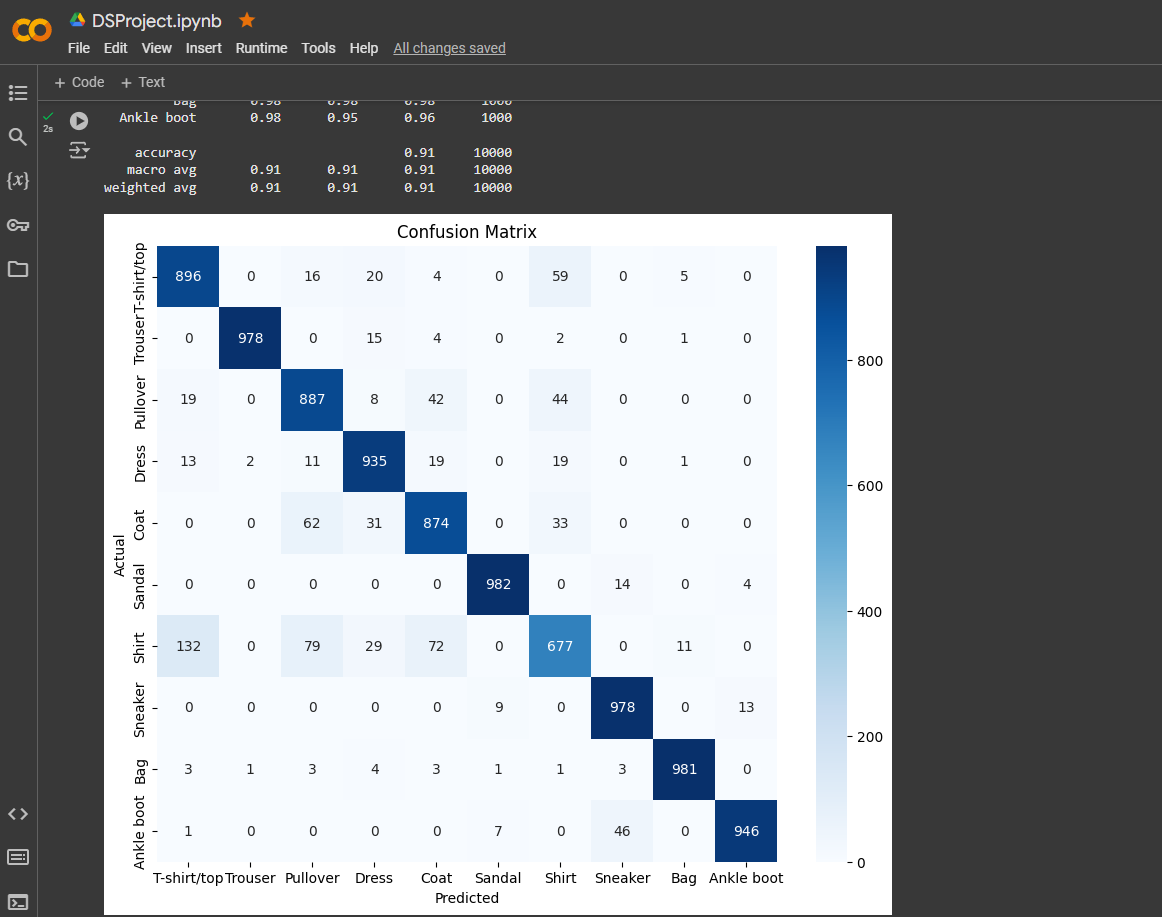 DSProject.ipynb
File Edit View Insert Runtime Tools Help All changes saved
+ Code + Text
Bag 0.98 0.98 0.98 1000
Ankle boot 0.98 0.95 0.96 1000
accuracy 0.91 10000
macro avg 0.91 0.91 0.91 10000
weighted avg 0.91 0.91 0.91 10000
2s
{x}
Confusion Matrix
T-shirt/top 896 0 16 20 4 0 59 0 5 0
Trouser 0 978 0 15 4 0 2 0 1 0
Pullover 19 0 887 8 42 0 44 0 0 0
Dress 13 2 11 935 19 0 19 0 1 0
Coat 0 0 62 31 874 0 33 0 0 0
Sandal 0 0 0 0 0 982 0 14 0 4
Shirt 132 0 79 29 72 0 677 0 11 0
Sneaker 0 0 0 0 0 9 0 978 0 13
Bag 3 1 3 4 3 1 1 3 981 0
Ankle boot 1 0 0 0 0 7 0 46 0 946
Actual
T-shirt/top Trouser Pullover Dress Coat Sandal Shirt Sneaker Bag Ankle boot
Predicted
800
600
400
200
0